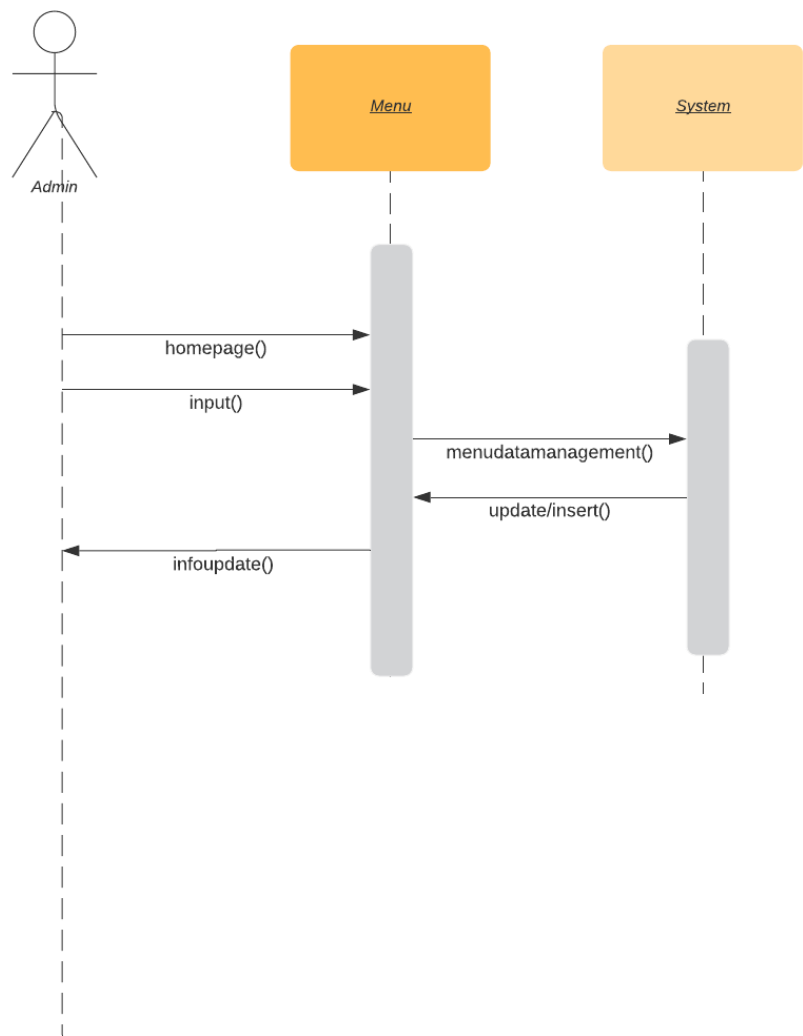 Menu
System
Admin
homepage()
input()
menudatamanagement()
update/insert()
infoupdate()